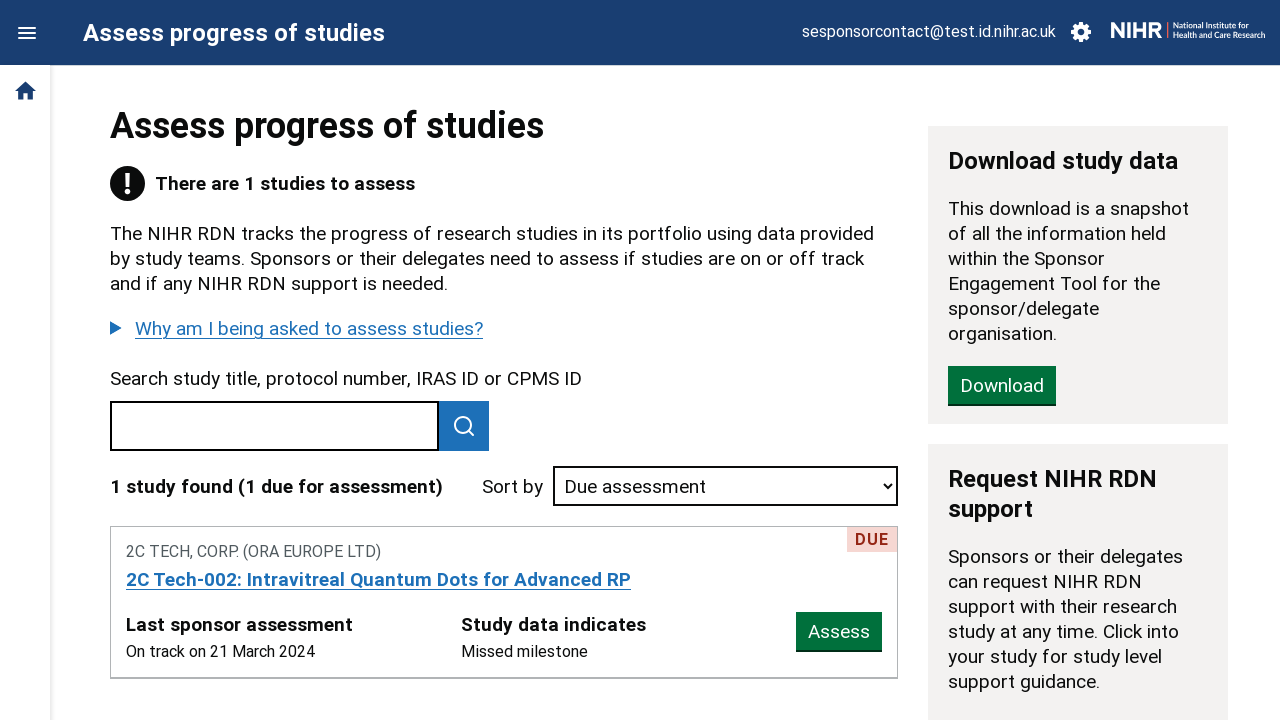 Assess progress of studies
sesponsorcontact@test.id.nihr.ac.uk
NIHR | National Institute for
Health and Care Research
Assess progress of studies
There are 1 studies to assess
The NIHR RDN tracks the progress of research studies in its portfolio using data provided
by study teams. Sponsors or their delegates need to assess if studies are on or off track
and if any NIHR RDN support is needed.
Why am I being asked to assess studies?
Search study title, protocol number, IRAS ID or CPMS ID
1 study found (1 due for assessment)
Sort by
Due assessment
DUE
2C TECH, CORP. (ORA EUROPE LTD)
2C Tech-002: Intravitreal Quantum Dots for Advanced RP
Last sponsor assessment
On track on 21 March 2024
Study data indicates
Missed milestone
Assess
Download study data
This download is a snapshot
of all the information held
within the Sponsor
Engagement Tool for the
sponsor/delegate
organisation.
Download
Request NIHR RDN
support
Sponsors or their delegates
can request NIHR RDN
support with their research
study at any time. Click into
your study for study level
support guidance.